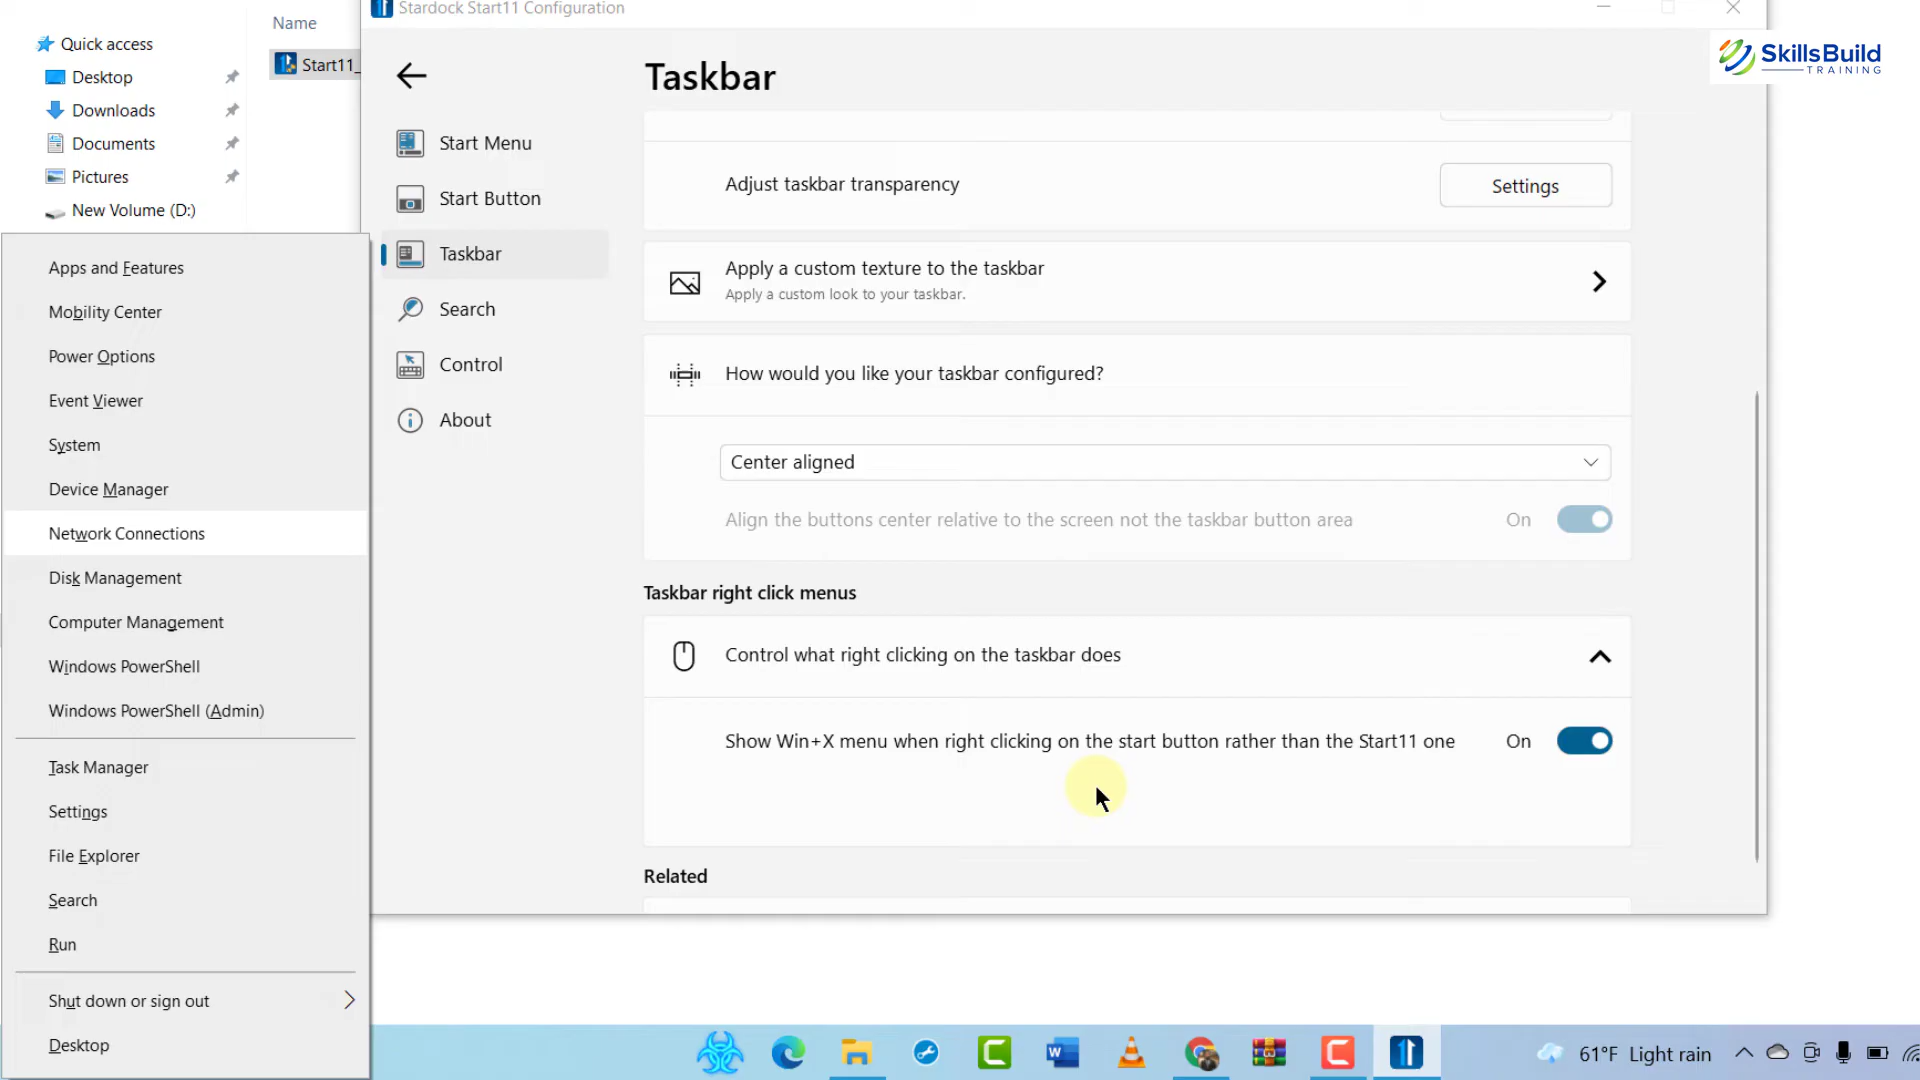 Name
Stardock Start11 Configuration
Quick access
Start11_
Desktop
Downloads
Documents
Pictures
New Volume (D:)
SkillsBuild
TRAINING
Taskbar
Start Menu
Start Button
Taskbar
Search
Control
About
Adjust taskbar transparency
Settings
Apply a custom texture to the taskbar
Apply a custom look to your taskbar.
How would you like your taskbar configured?
Center aligned
Align the buttons center relative to the screen not the taskbar button area
On
Taskbar right click menus
Control what right clicking on the taskbar does
Show Win+X menu when right clicking on the start button rather than the Start11 one
On
Related
Apps and Features
Mobility Center
Power Options
Event Viewer
System
Device Manager
Network Connections
Disk Management
Computer Management
Windows PowerShell
Windows PowerShell (Admin)
Task Manager
Settings
File Explorer
Search
Run
Shut down or sign out
Desktop
61°F Light rain